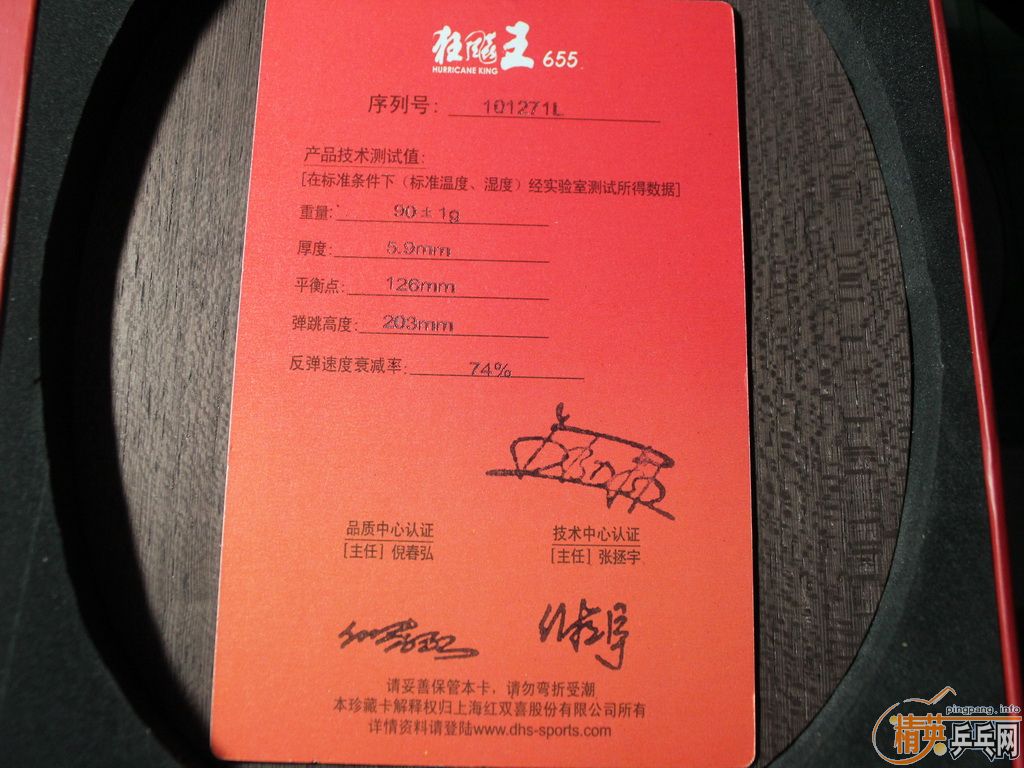 狂飚王 655
HURRICANE KING
序列号: 101271L
产品技术测试值:
[在标准条件下（标准温度、湿度）经实验室测试所得数据]
重量: 90±1g
厚度: 5.9mm
平衡点: 126mm
弹跳高度: 203mm
反弹速度衰减率: 74%
品质中心认证
[主任] 倪春弘
技术中心认证
[主任] 张拯宇
请妥善保管本卡，请勿弯折受潮
本珍藏卡解释权归上海红双喜股份有限公司所有
详情资料请登陆www.dhs-sports.com
pingpang.info
精英乒乓网